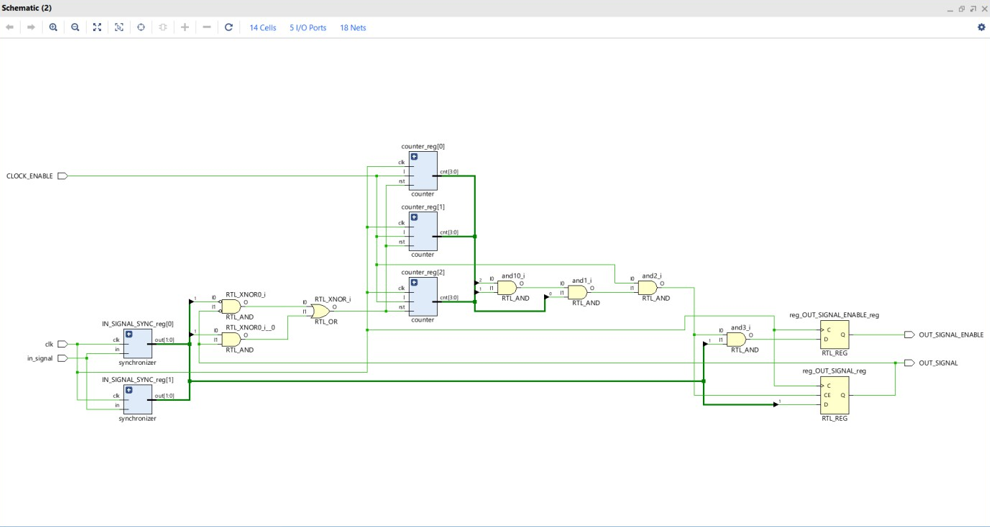 Schematic (2)
14 Cells
5 I/O Ports
18 Nets
CLOCK_ENABLE
counter_reg[0]
clk
I
rst
cnt[3:0]
counter
counter_reg[1]
clk
I
rst
cnt[3:0]
counter
counter_reg[2]
clk
I
rst
cnt[3:0]
counter
and10_i
I0
I1
O
RTL_AND
and1_i
I0
I1
O
RTL_AND
and2_i
I0
I1
O
RTL_AND
RTL_XNOR0_i
I0
I1
O
RTL_AND
RTL_XNOR_i
I0
I1
O
RTL_OR
RTL_XNOR0_i__0
I0
I1
O
RTL_AND
IN_SIGNAL_SYNC_reg[0]
clk
in
out[1:0]
synchronizer
clk
in_signal
IN_SIGNAL_SYNC_reg[1]
clk
in
out[1:0]
synchronizer
and3_i
I0
I1
O
RTL_AND
reg_OUT_SIGNAL_ENABLE_reg
C
D
Q
RTL_REG
OUT_SIGNAL_ENABLE
OUT_SIGNAL
reg_OUT_SIGNAL_reg
C
CE
D
Q
RTL_REG